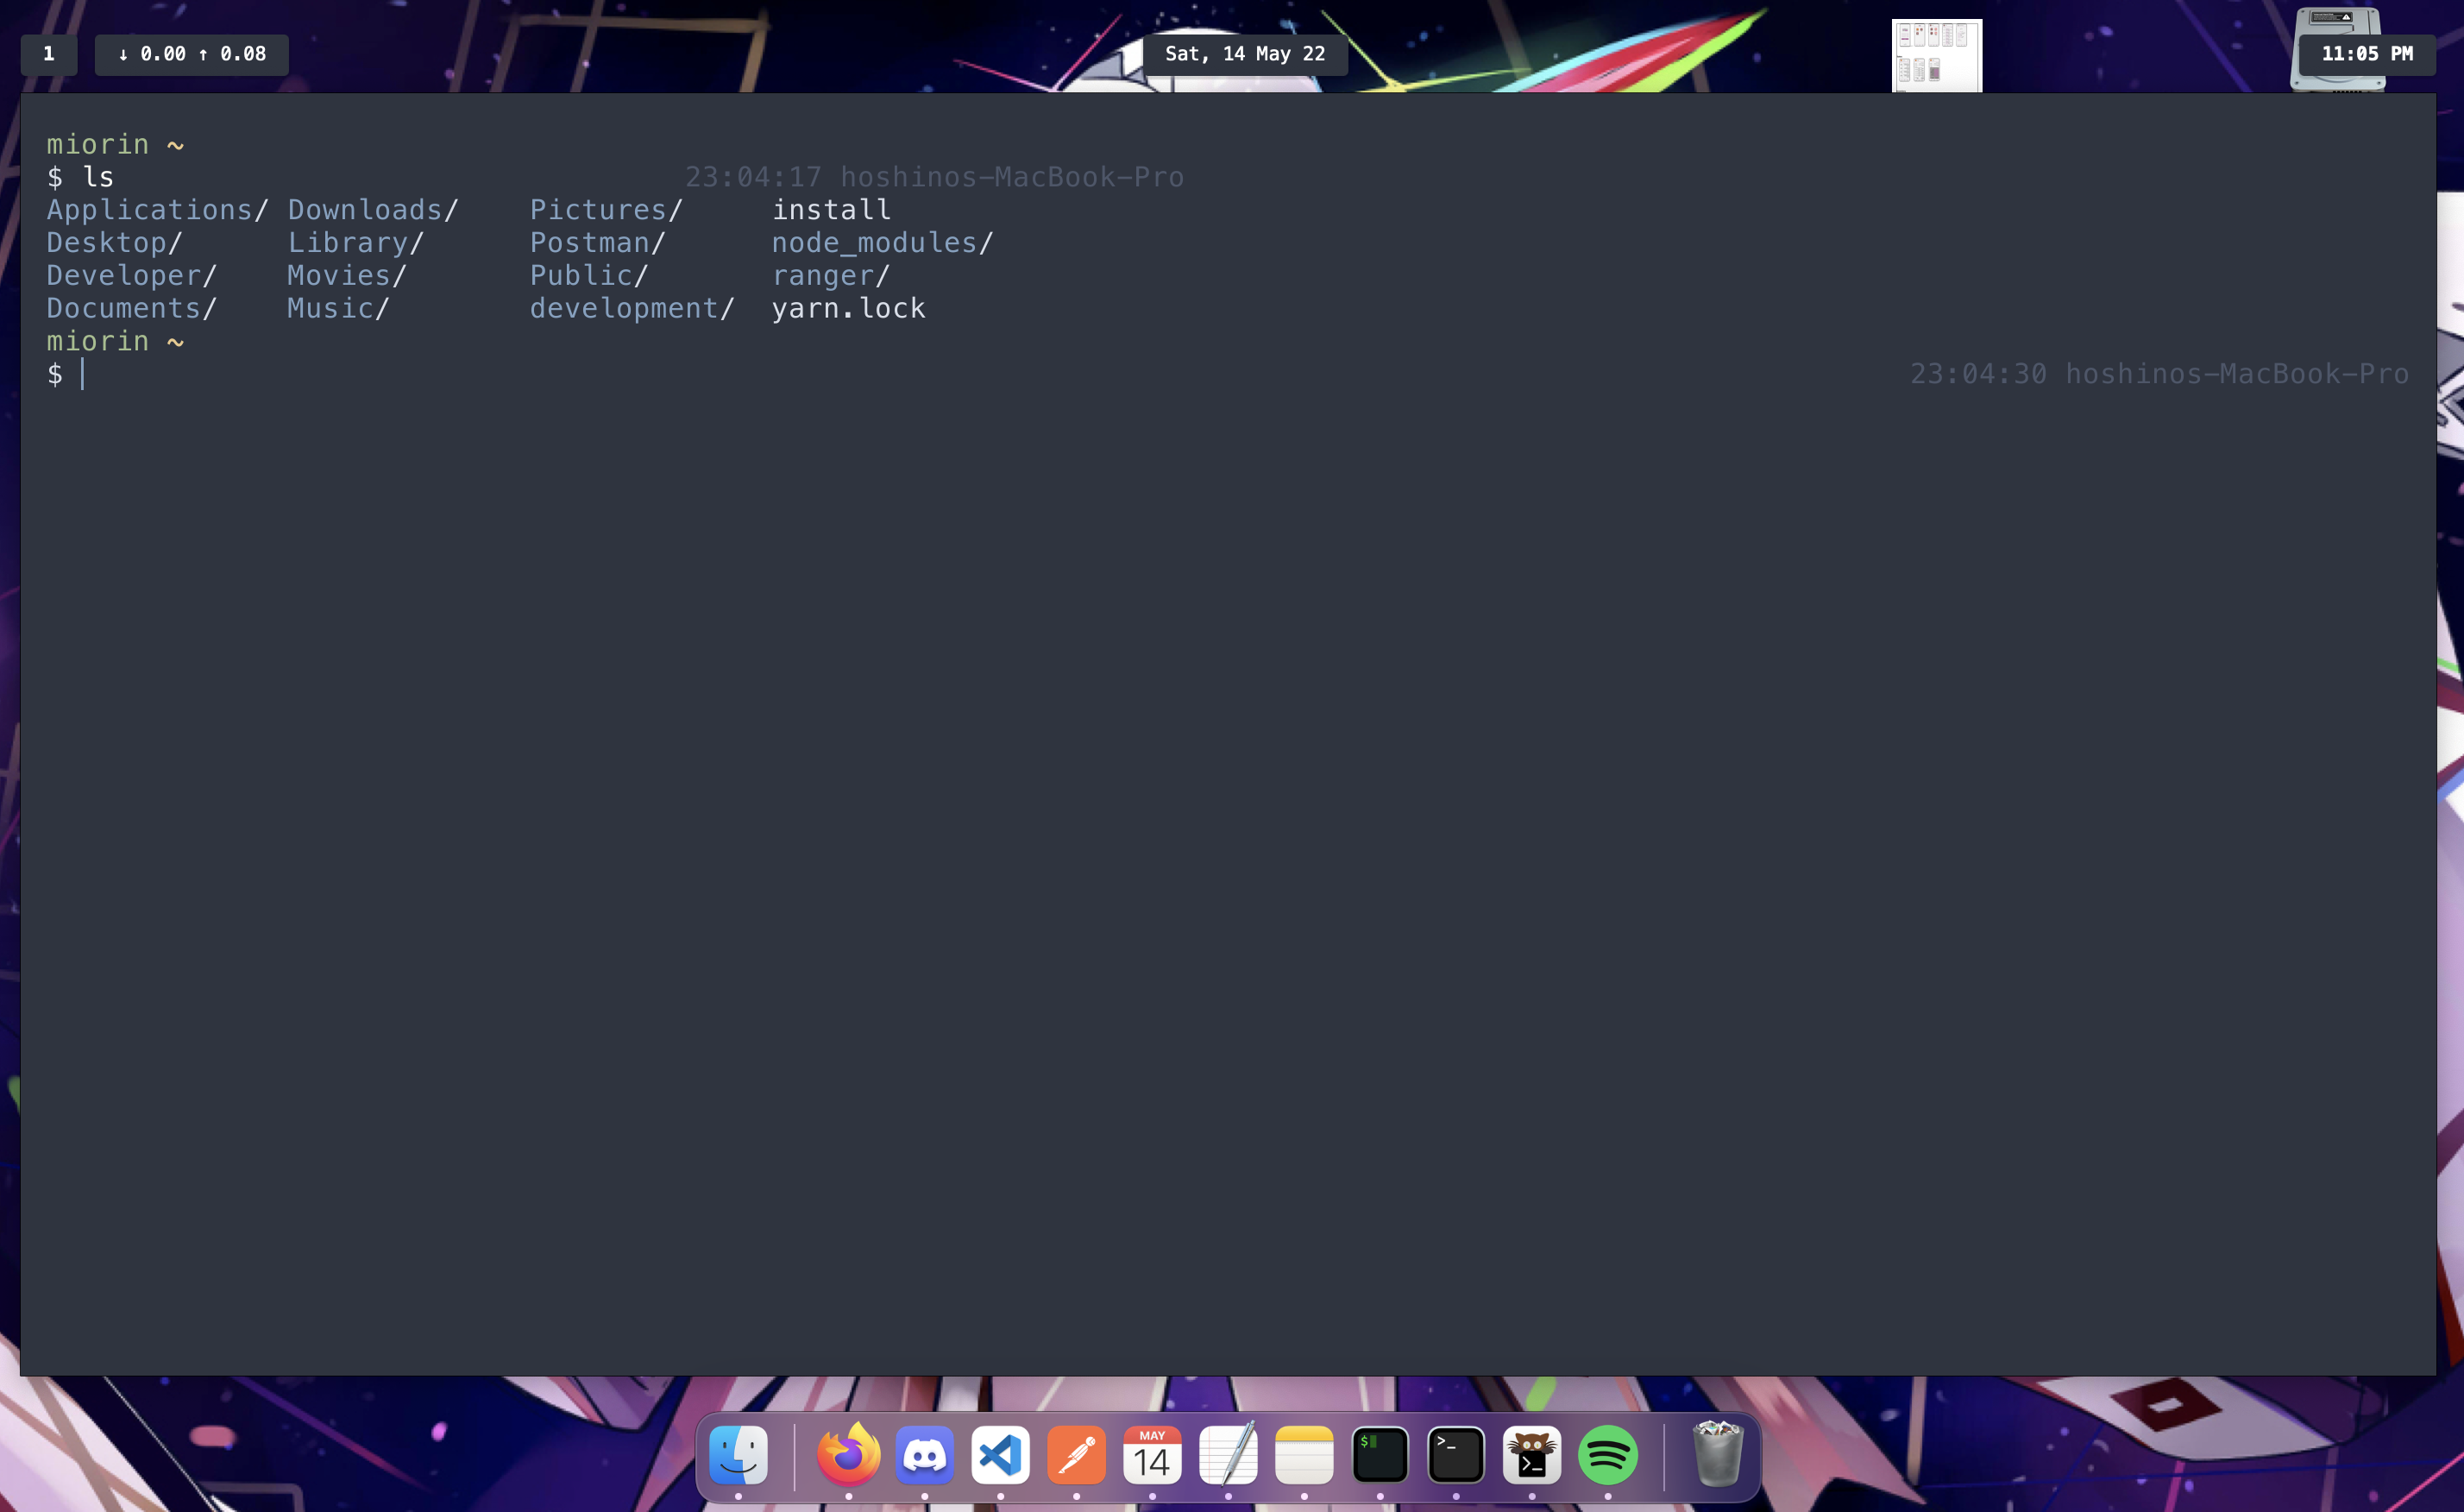 1 ↓ 0.00 ↑ 0.08 Sat, 14 May 22 11:05 PM
miorin ~
$ ls 23:04:17 hoshinos-MacBook-Pro
Applications/ Downloads/ Pictures/ install
Desktop/ Library/ Postman/ node_modules/
Developer/ Movies/ Public/ ranger/
Documents/ Music/ development/ yarn.lock
miorin ~
$ 23:04:30 hoshinos-MacBook-Pro
MAY
14
$
>_
>_